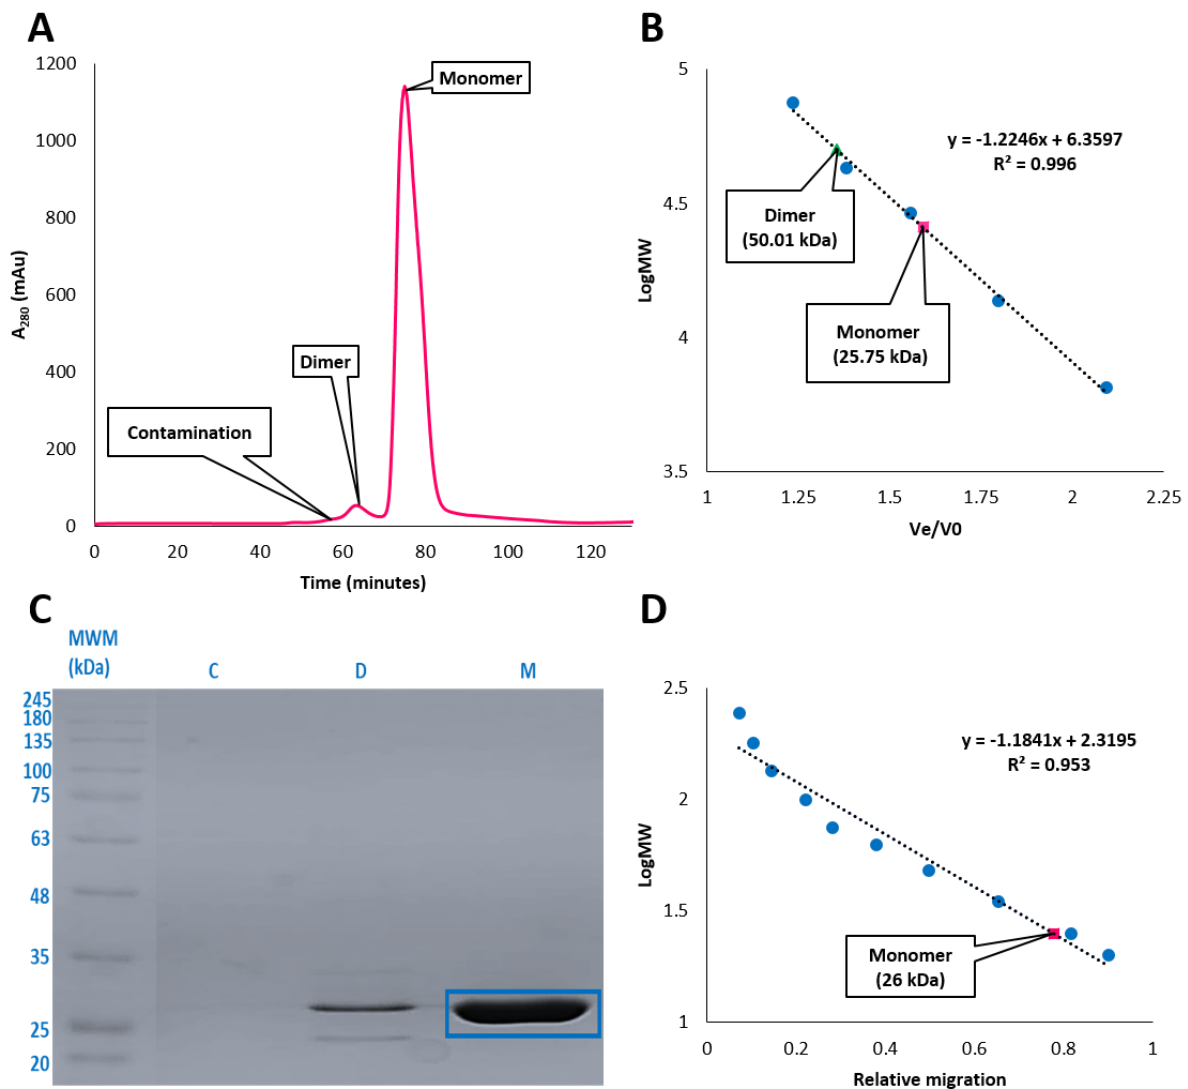 A
1200
1000
800
600
400
200
0
A₂₈₀ (mAu)
Monomer
Dimer
Contamination
0 20 40 60 80 100 120
Time (minutes)
B
5
4.5
4
3.5
LogMW
y = -1.2246x + 6.3597
R² = 0.996
Dimer
(50.01 kDa)
Monomer
(25.75 kDa)
1 1.25 1.5 1.75 2 2.25
Ve/V0
C
MWM
(kDa)
C D M
245
180
135
100
75
63
48
35
25
20
D
2.5
2
1.5
1
LogMW
y = -1.1841x + 2.3195
R² = 0.953
Monomer
(26 kDa)
0 0.2 0.4 0.6 0.8 1
Relative migration